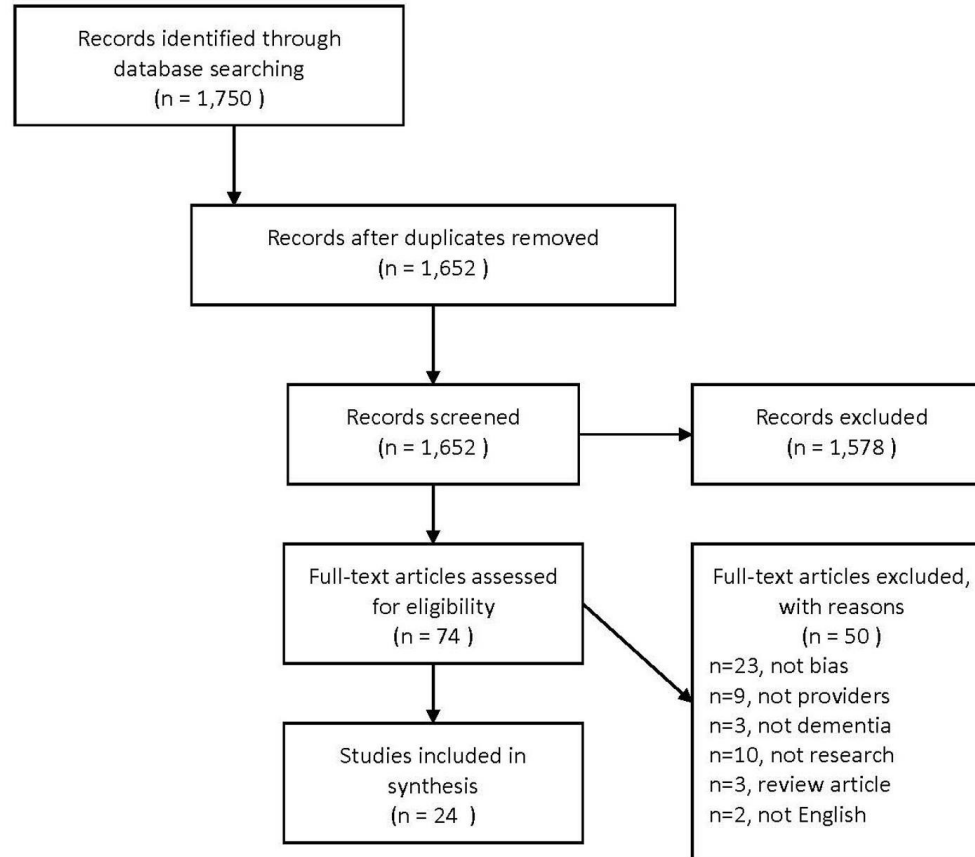 Records identified through
database searching
(n = 1,750 )
Records after duplicates removed
(n = 1,652 )
Records screened
(n = 1,652 )
Records excluded
(n = 1,578 )
Full-text articles assessed
for eligibility
(n = 74 )
Full-text articles excluded,
with reasons
(n = 50 )
n=23, not bias
n=9, not providers
n=3, not dementia
n=10, not research
n=3, review article
n=2, not English
Studies included in
synthesis
(n = 24 )